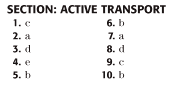 SECTION: ACTIVE TRANSPORT
1. c
2. a
3. d
4. e
5. b
6. b
7. a
8. d
9. c
10. b